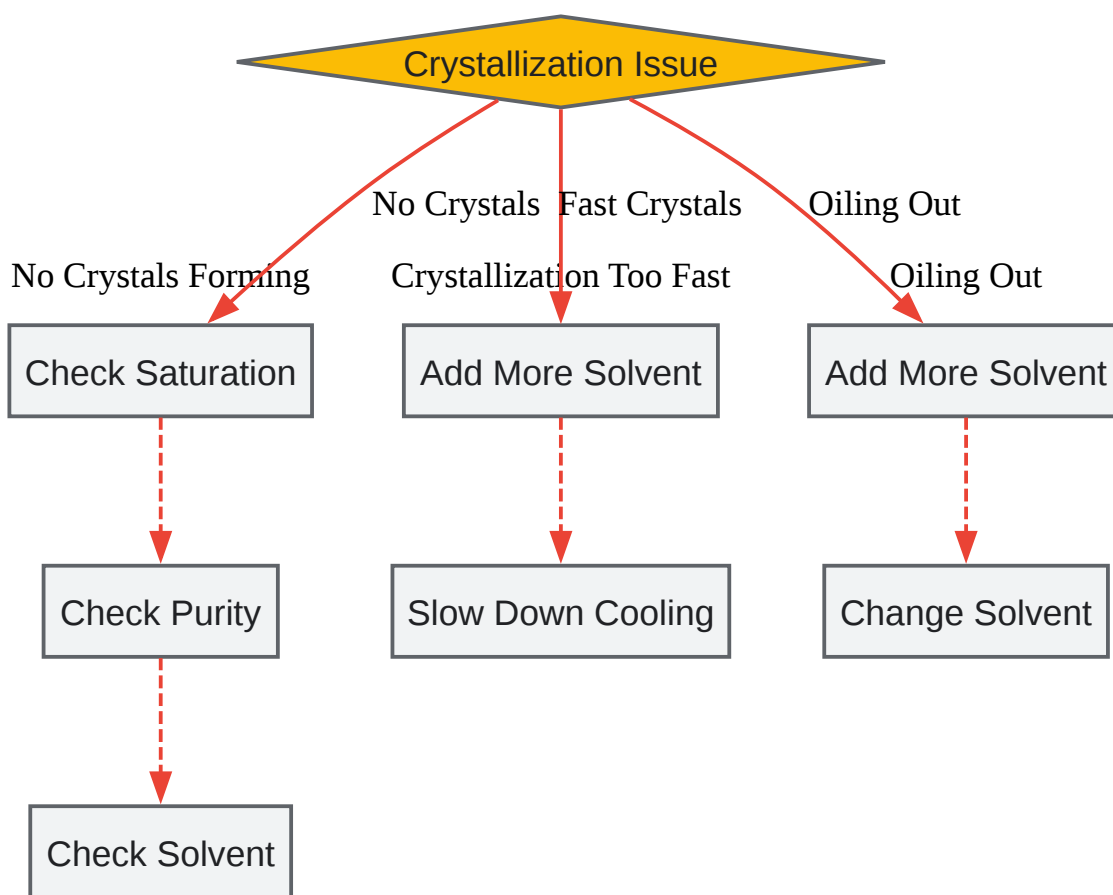 Crystallization Issue
No Crystals
Fast Crystals
Oiling Out
No Crystals Forming
Crystallization Too Fast
Oiling Out
Check Saturation
Add More Solvent
Add More Solvent
Check Purity
Slow Down Cooling
Change Solvent
Check Solvent